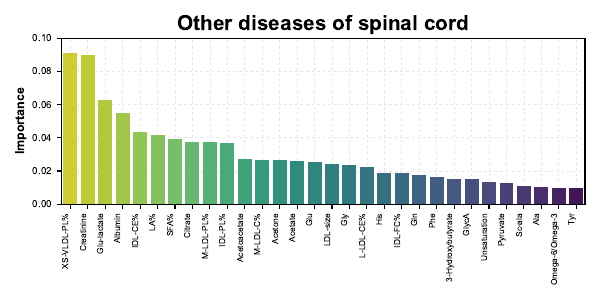 Other diseases of spinal cord
Importance
0.10
0.08
0.06
0.04
0.02
0.00
XS-VLDL-PL%
Creatinine
Glu-lactate
Albumin
IDL-CE%
LA%
SFA%
Citrate
M-LDL-PL%
IDL-PL%
Acetoacetate
M-LDL-C%
Acetone
Acetate
Glu
LDL-size
Gly
L-LDL-CE%
His
IDL-FC%
Gln
Phe
3-Hydroxybutyrate
GlycA
Unsaturation
Pyruvate
Scala
Ala
Omega-6/Omega-3
Tyr